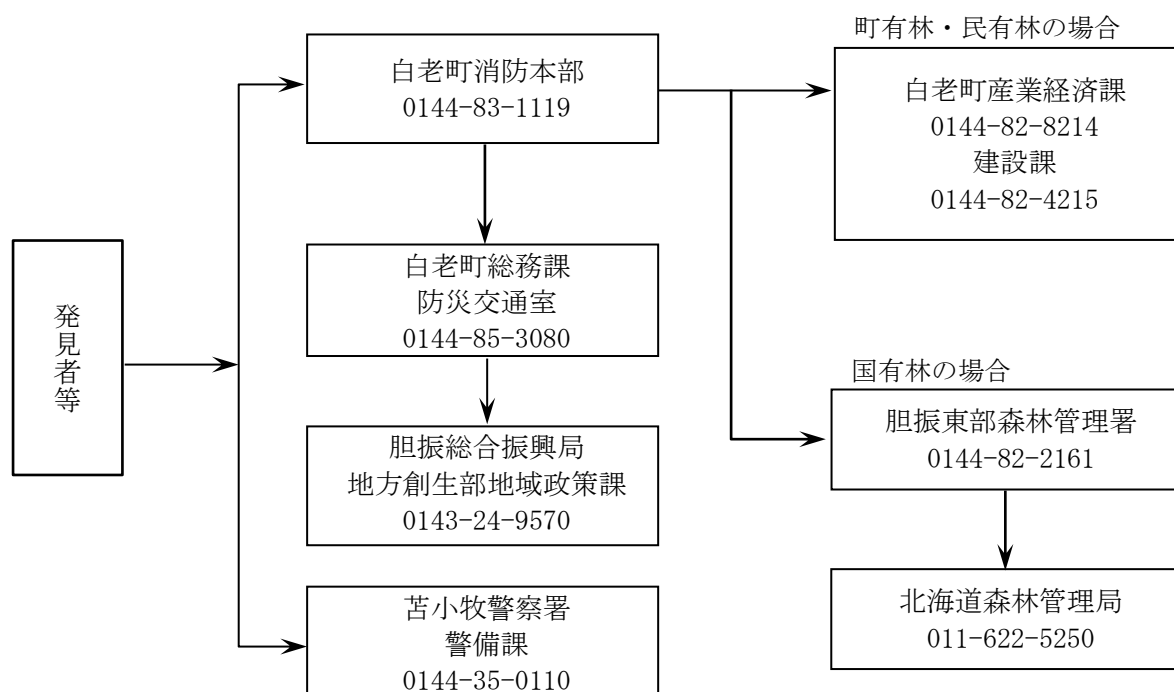 発見者等
白老町消防本部
0144-83-1119
白老町総務課
防災交通室
0144-85-3080
胆振総合振興局
地方創生部地域政策課
0143-24-9570
苫小牧警察署
警備課
0144-35-0110
町有林・民有林の場合
白老町産業経済課
0144-82-8214
建設課
0144-82-4215
国有林の場合
胆振東部森林管理署
0144-82-2161
北海道森林管理局
011-622-5250